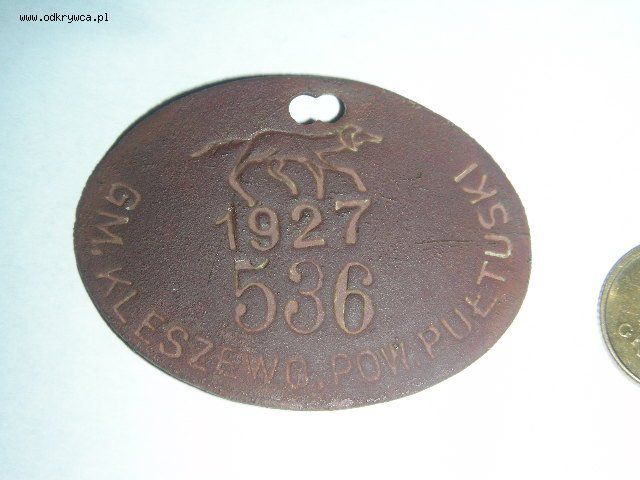 www.odkrywca.pl
1927
536
GM. KLESZEWO. POW. PUŁTUSKI